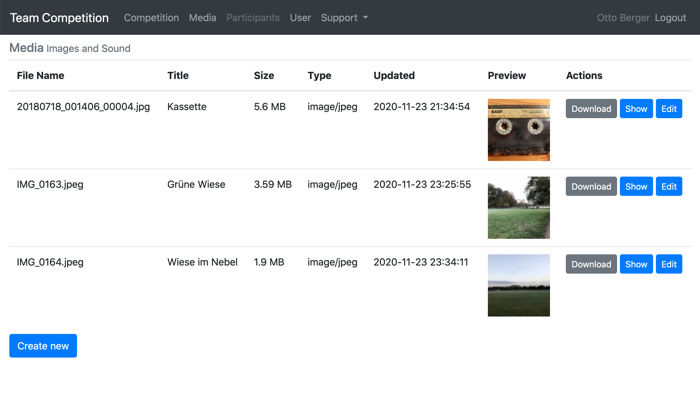 Team Competition Competition Media Participants User Support Otto Berger Logout
Media Images and Sound
File Name Title Size Type Updated Preview Actions
20180718_001406_00004.jpg Kassette 5.6 MB image/jpeg 2020-11-23 21:34:54 Download Show Edit
BASF
IMG_0163.jpeg Grüne Wiese 3.59 MB image/jpeg 2020-11-23 23:25:55 Download Show Edit
IMG_0164.jpeg Wiese im Nebel 1.9 MB image/jpeg 2020-11-23 23:34:11 Download Show Edit
Create new